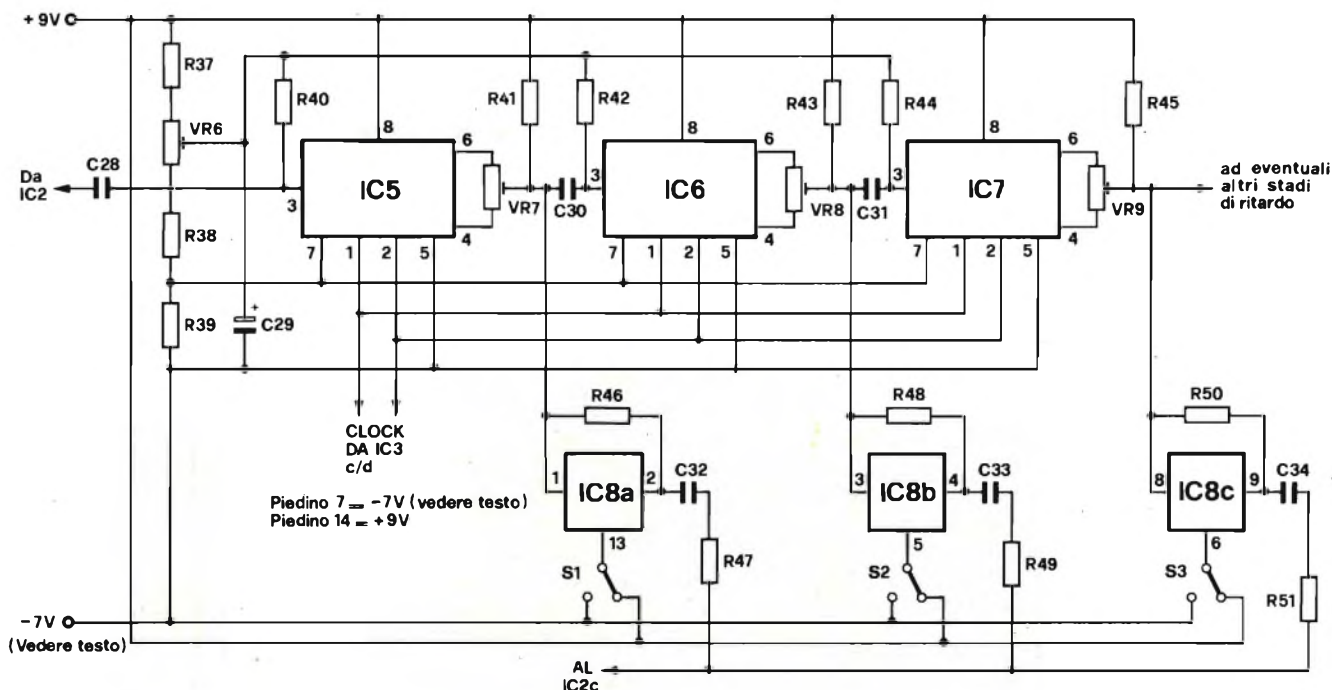 +9V
R37
R40
R41
R42
R43
R44
R45
VR6
8
8
8
6
6
6
C28
Da
IC2
3
IC5
VR7
C30
3
IC6
VR8
C31
3
IC7
VR9
ad eventuali
altri stadi
di ritardo
4
4
4
R38
7
1
2
5
7
1
2
5
7
1
2
5
R39
+
C29
R46
R48
R50
CLOCK
DA IC3
c/d
1
IC8a
2
C32
3
IC8b
4
C33
8
IC8c
9
C34
Piedino 7 = -7V (vedere testo)
Piedino 14 = +9V
13
5
6
S1
R47
S2
R49
S3
R51
-7V
(Vedere testo)
AL
IC2c